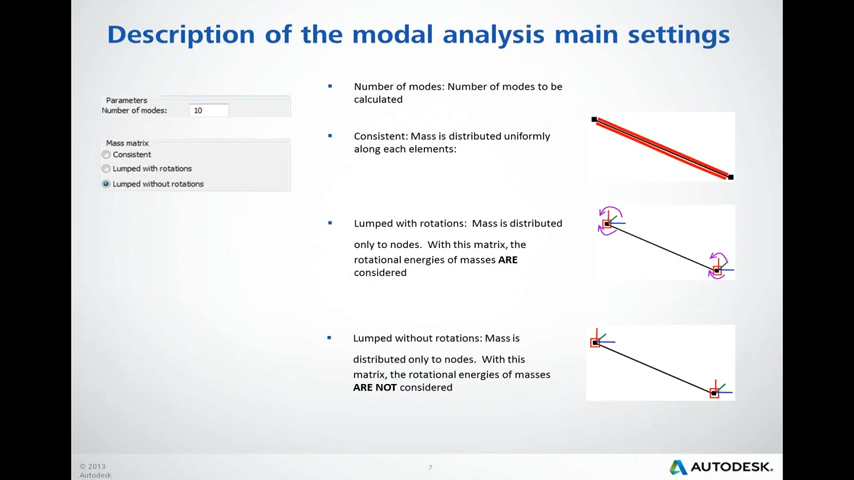 Description of the modal analysis main settings
Parameters
Number of modes: 10
Mass matrix
Consistent
Lumped with rotations
Lumped without rotations
Number of modes: Number of modes to be
calculated
Consistent: Mass is distributed uniformly
along each elements:
Lumped with rotations: Mass is distributed
only to nodes. With this matrix, the
rotational energies of masses ARE
considered
Lumped without rotations: Mass is
distributed only to nodes. With this
matrix, the rotational energies of masses
ARE NOT considered
© 2013
Autodesk
7
AUTODESK.